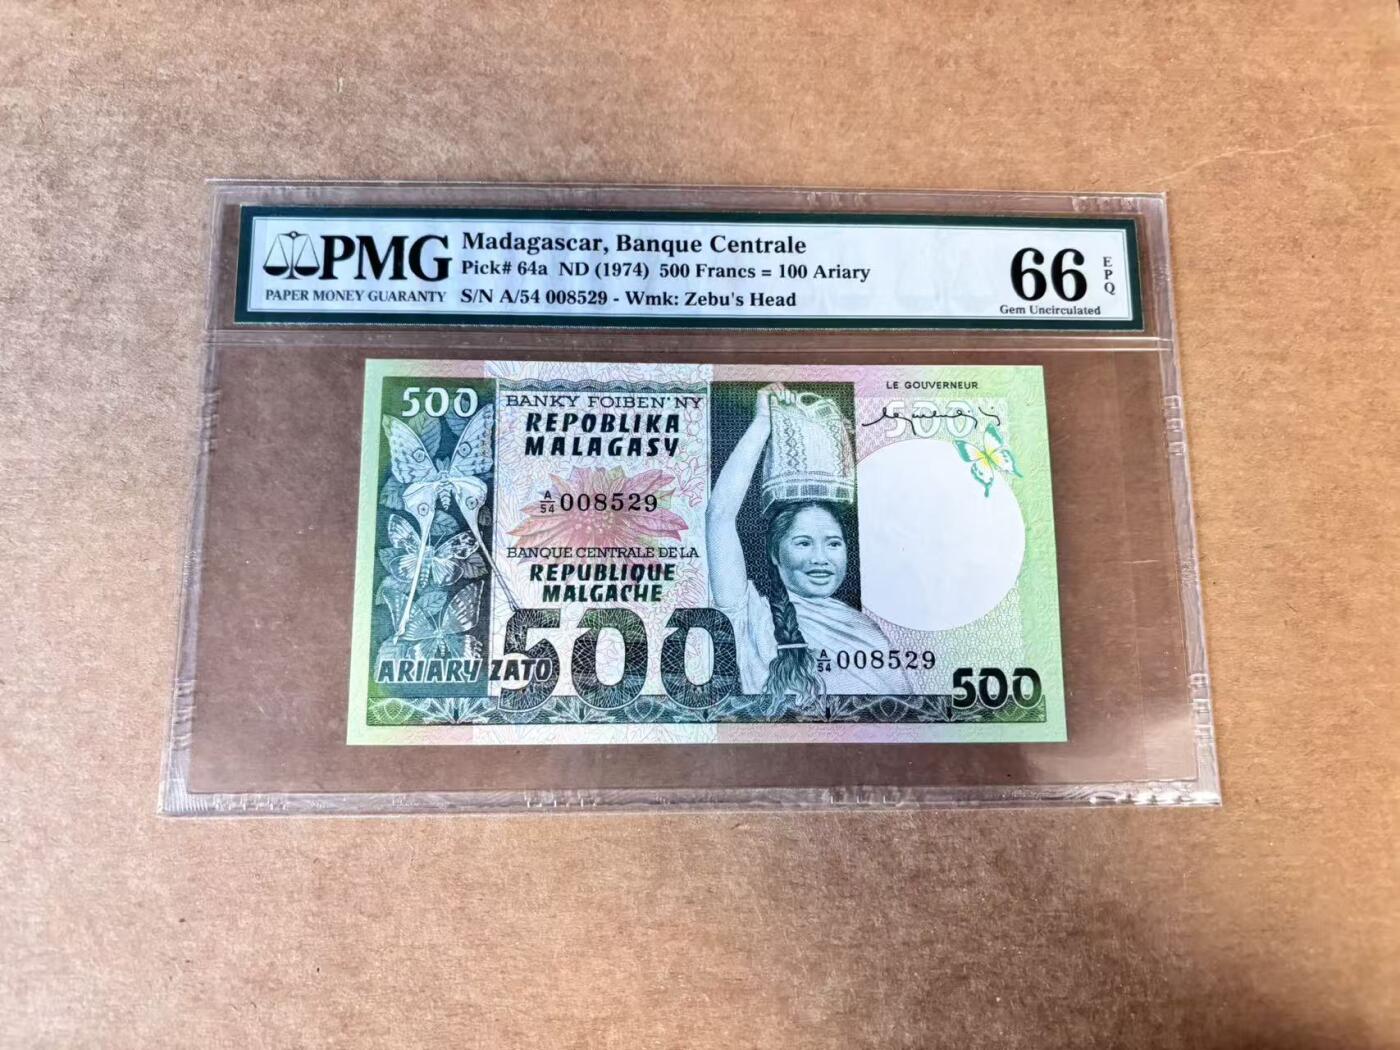 PMG
PAPER MONEY GUARANTY
Madagascar, Banque Centrale
Pick# 64a ND (1974) 500 Francs = 100 Ariary
S/N A/54 008529 - Wmk: Zebu's Head
66
EPQ
Gem Uncirculated
500
BANKY FOIBEN'NY
REPOBLIKA
MALAGASY
A/54 008529
BANQUE CENTRALE DE LA
REPUBLIQUE
MALGACHE
500
ARIARY ZATO
LE GOUVERNEUR
500
A/54 008529
500